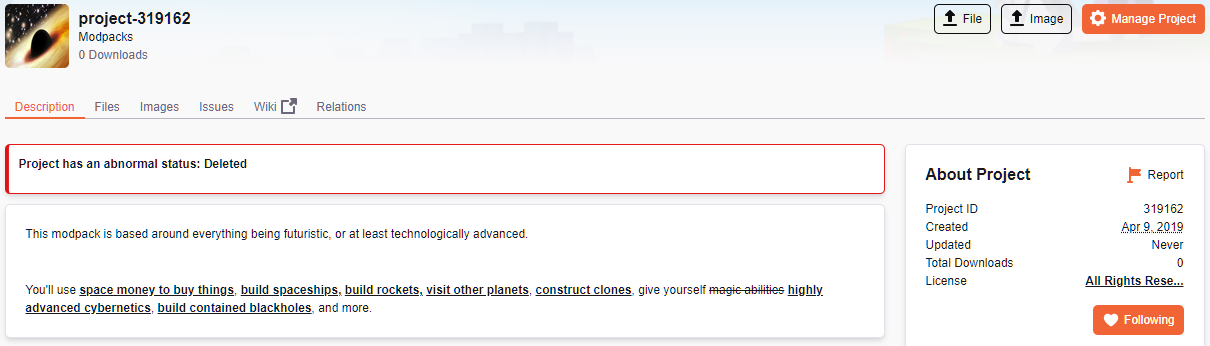 project-319162
Modpacks
0 Downloads
File
Image
Manage Project
Description
Files
Images
Issues
Wiki
Relations
Project has an abnormal status: Deleted
This modpack is based around everything being futuristic, or at least technologically advanced.
You'll use space money to buy things, build spaceships, build rockets, visit other planets, construct clones, give yourself magic abilities highly
advanced cybernetics, build contained blackholes, and more.
About Project
Report
Project ID 319162
Created Apr 9, 2019
Updated Never
Total Downloads 0
License All Rights Rese...
Following